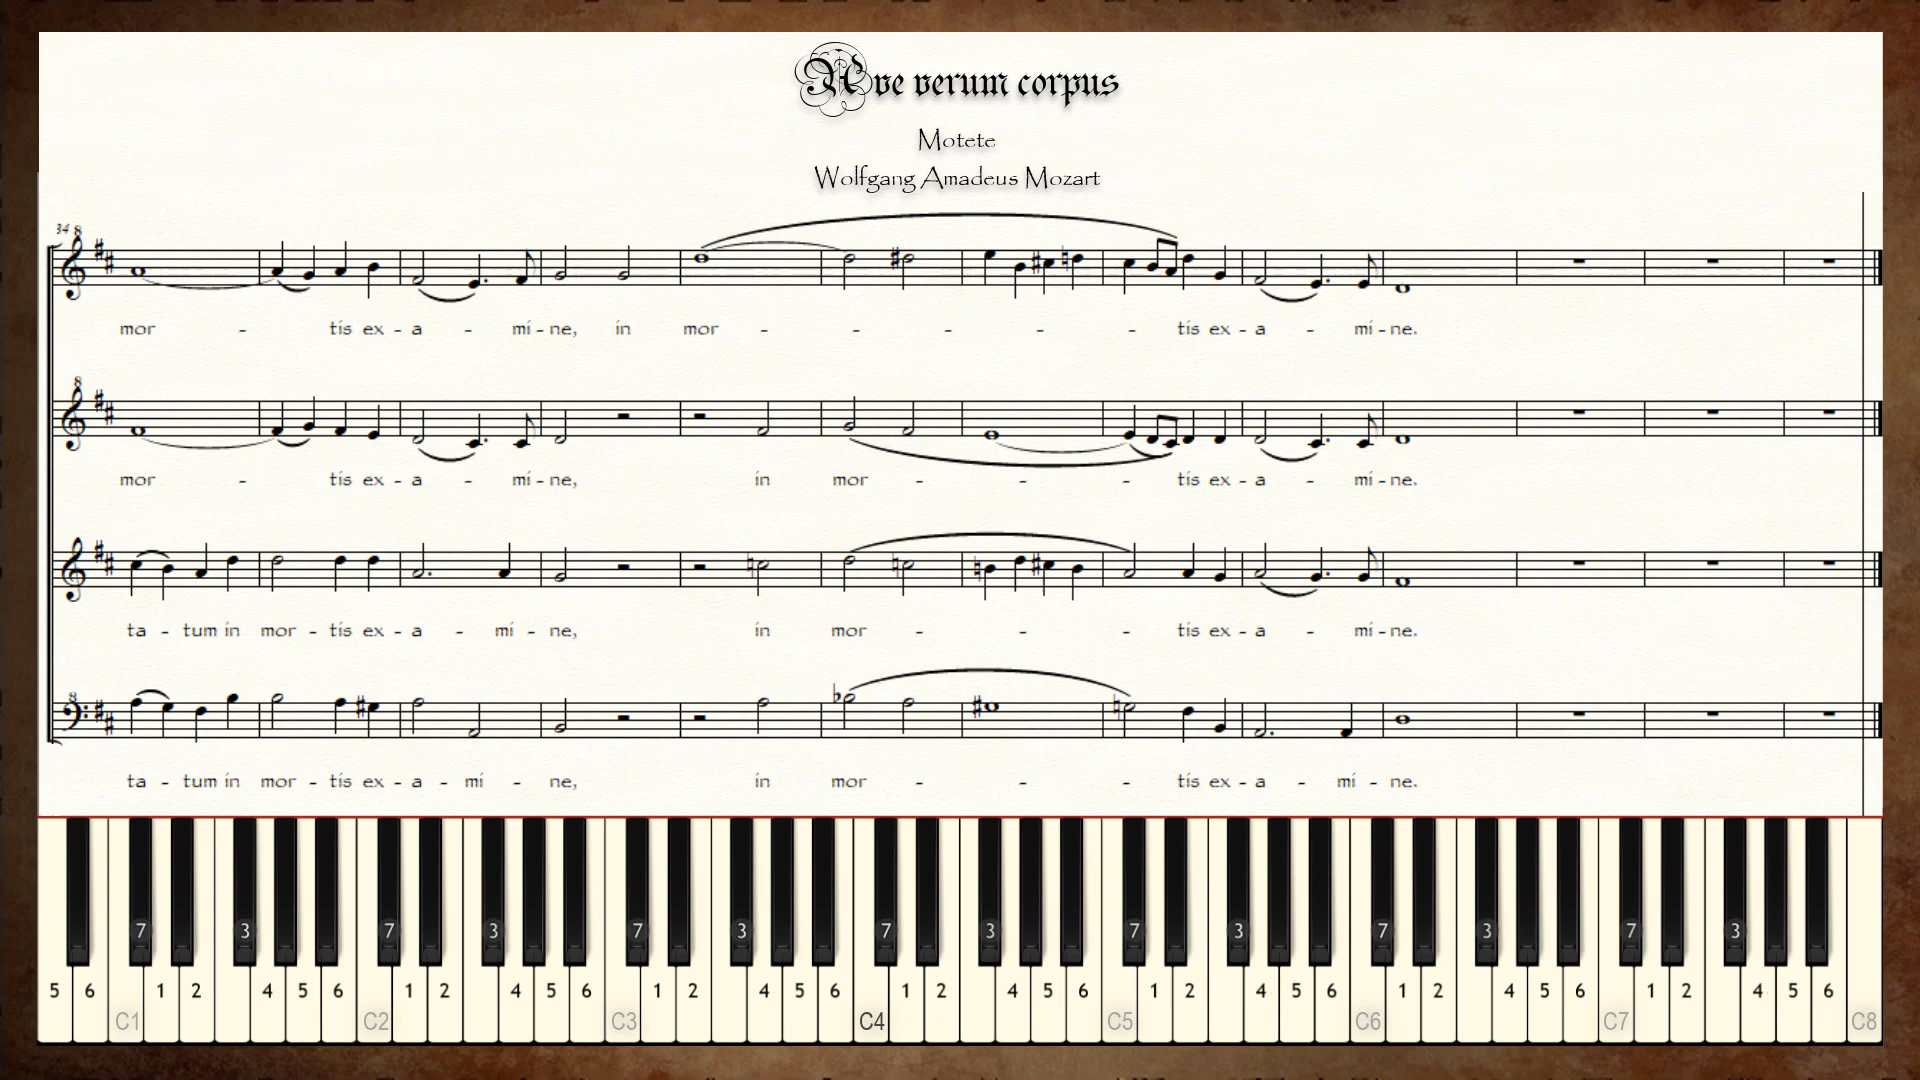 Ave verum corpus
Motete
Wolfgang Amadeus Mozart
34 8
mor - tis ex - a - mi - ne, in mor - - - - - tis ex - a - mi - ne.
8
mor - tis ex - a - mi - ne, in mor - - - tis ex - a - mi - ne.
ta - tum in mor - tis ex - a - mi - ne, in mor - - - tis ex - a - mi - ne.
8
ta - tum in mor - tis ex - a - mi - ne, in mor - - - tis ex - a - mi - ne.
7 3 7 3 7 3 7 3 7 3 7 3 7 3
5 6 1 2 4 5 6 1 2 4 5 6 1 2 4 5 6 1 2 4 5 6 1 2 4 5 6 1 2 4 5 6 1 2 4 5 6
C1 C2 C3 C4 C5 C6 C7 C8